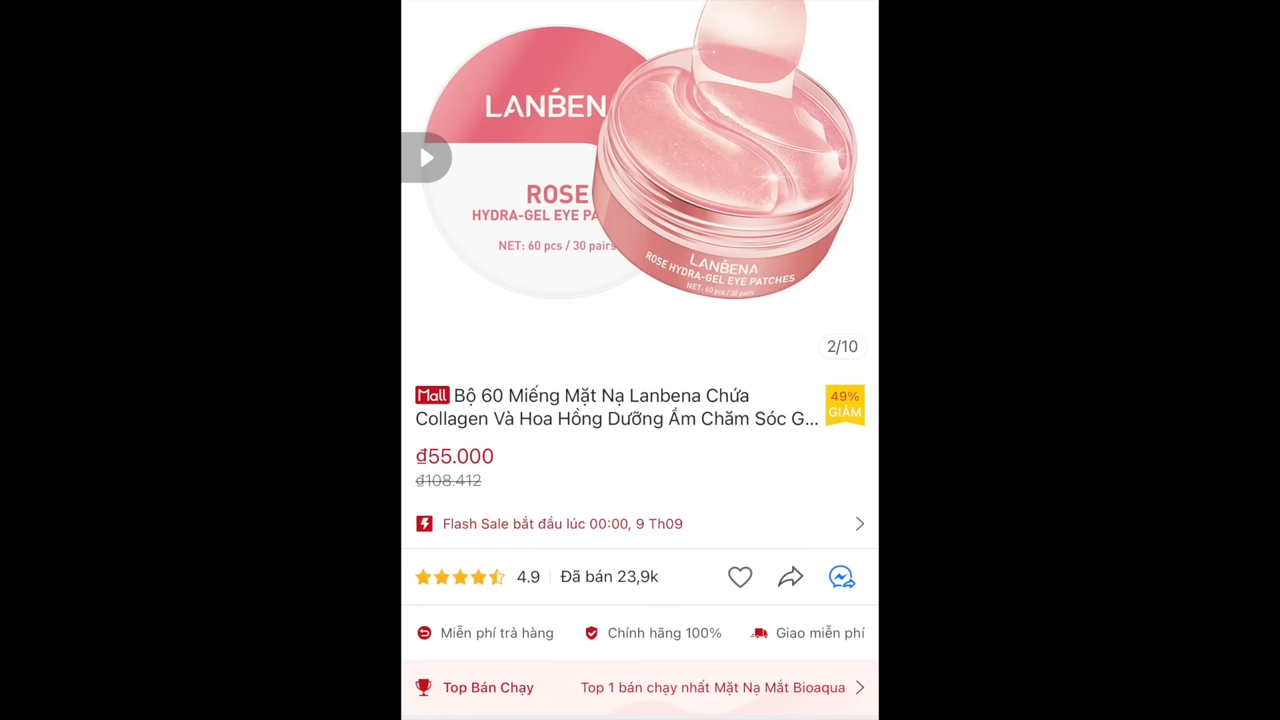 LANBEN
ROSE
HYDRA-GEL EYE PA
NET: 60 pcs / 30 pairs
LANBENA
ROSE HYDRA-GEL EYE PATCHES
NET: 60 pcs / 30 pairs
2/10
Mall Bộ 60 Miếng Mặt Nạ Lanbena Chứa
Collagen Và Hoa Hồng Dưỡng Ẩm Chăm Sóc G...
49%
GIẢM
₫55.000
₫108.412
Flash Sale bắt đầu lúc 00:00, 9 Th09
4.9
Đã bán 23,9k
Miễn phí trả hàng
Chính hãng 100%
Giao miễn phí
Top Bán Chạy
Top 1 bán chạy nhất Mặt Nạ Mắt Bioaqua